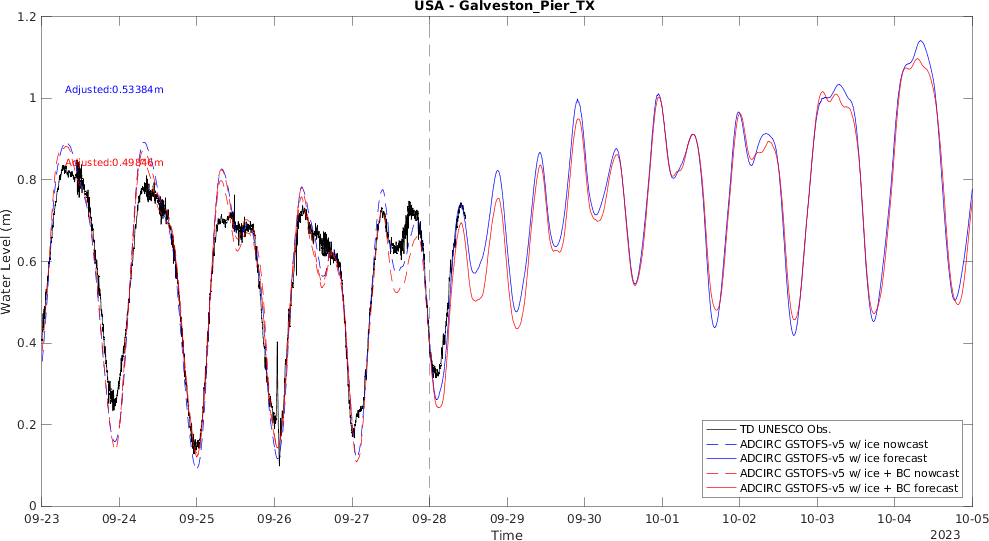 USA - Galveston_Pier_TX
1.2
1
0.8
0.6
0.4
0.2
0
Water Level (m)
Adjusted:0.53384m
Adjusted:0.49846m
TD UNESCO Obs.
ADCIRC GSTOFS-v5 w/ ice nowcast
ADCIRC GSTOFS-v5 w/ ice forecast
ADCIRC GSTOFS-v5 w/ ice + BC nowcast
ADCIRC GSTOFS-v5 w/ ice + BC forecast
09-23 09-24 09-25 09-26 09-27 09-28 09-29 09-30 10-01 10-02 10-03 10-04 10-05
Time
2023